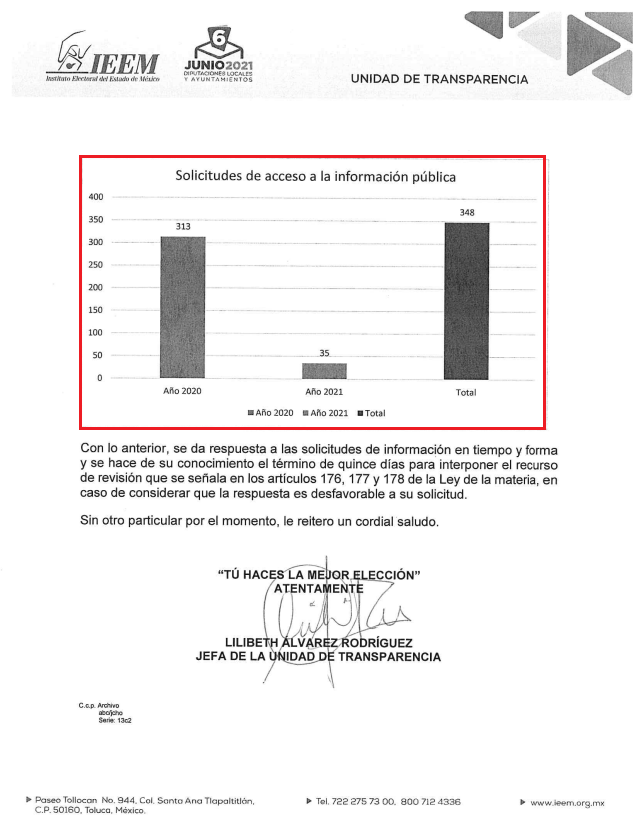 IEEM
Instituto Electoral del Estado de México
6
JUNIO2021
DIPUTACIONES LOCALES
Y AYUNTAMIENTOS
UNIDAD DE TRANSPARENCIA
Solicitudes de acceso a la información pública
400
350
300
250
200
150
100
50
0
313
35
348
Año 2020
Año 2021
Total
Año 2020 Año 2021 Total
Con lo anterior, se da respuesta a las solicitudes de información en tiempo y forma
y se hace de su conocimiento el término de quince días para interponer el recurso
de revisión que se señala en los artículos 176, 177 y 178 de la Ley de la materia, en
caso de considerar que la respuesta es desfavorable a su solicitud.
Sin otro particular por el momento, le reitero un cordial saludo.
“TÚ HACES LA MEJOR ELECCIÓN”
ATENTAMENTE
LILIBETH ÁLVAREZ RODRÍGUEZ
JEFA DE LA UNIDAD DE TRANSPARENCIA
C.c.p. Archivo
abc/jcho
Serie: 13c2
Paseo Tollocan No. 944, Col. Santa Ana Tlapaltitlán,
C.P. 50160, Toluca, México.
Tel. 722 275 73 00, 800 712 4336
www.ieem.org.mx